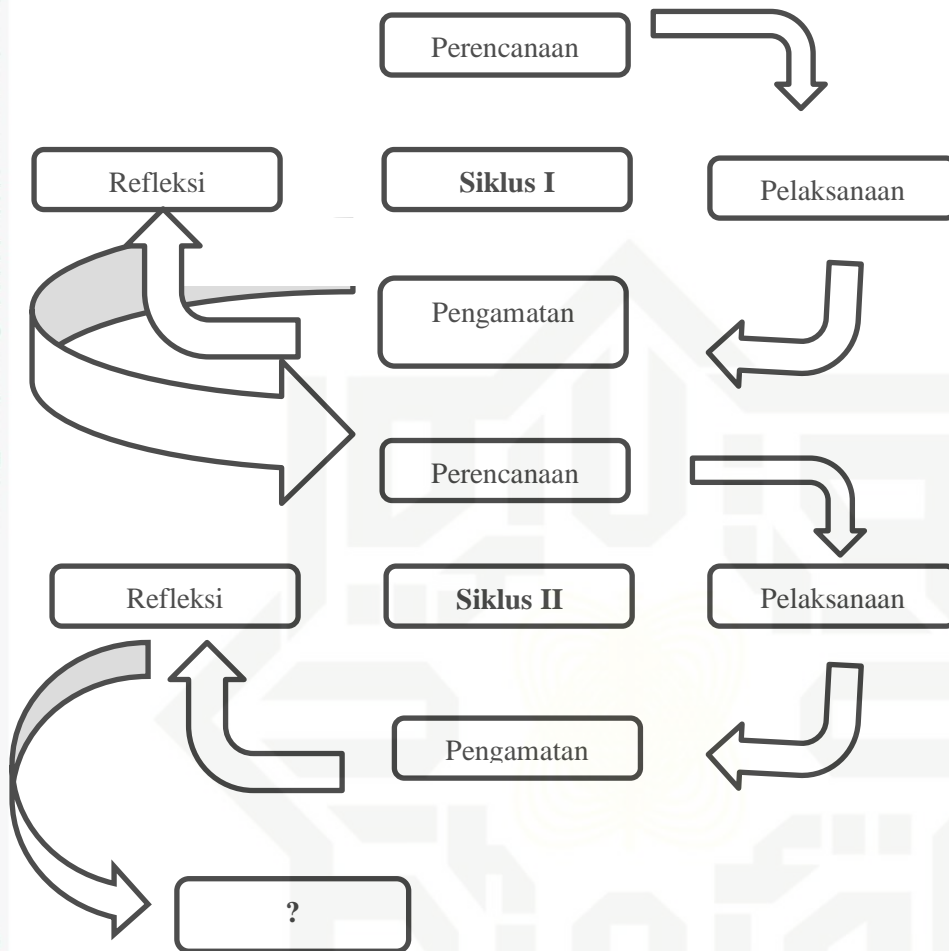 Perencanaan
Refleksi
Siklus I
Pelaksanaan
Pengamatan
Perencanaan
Refleksi
Siklus II
Pelaksanaan
Pengamatan
?